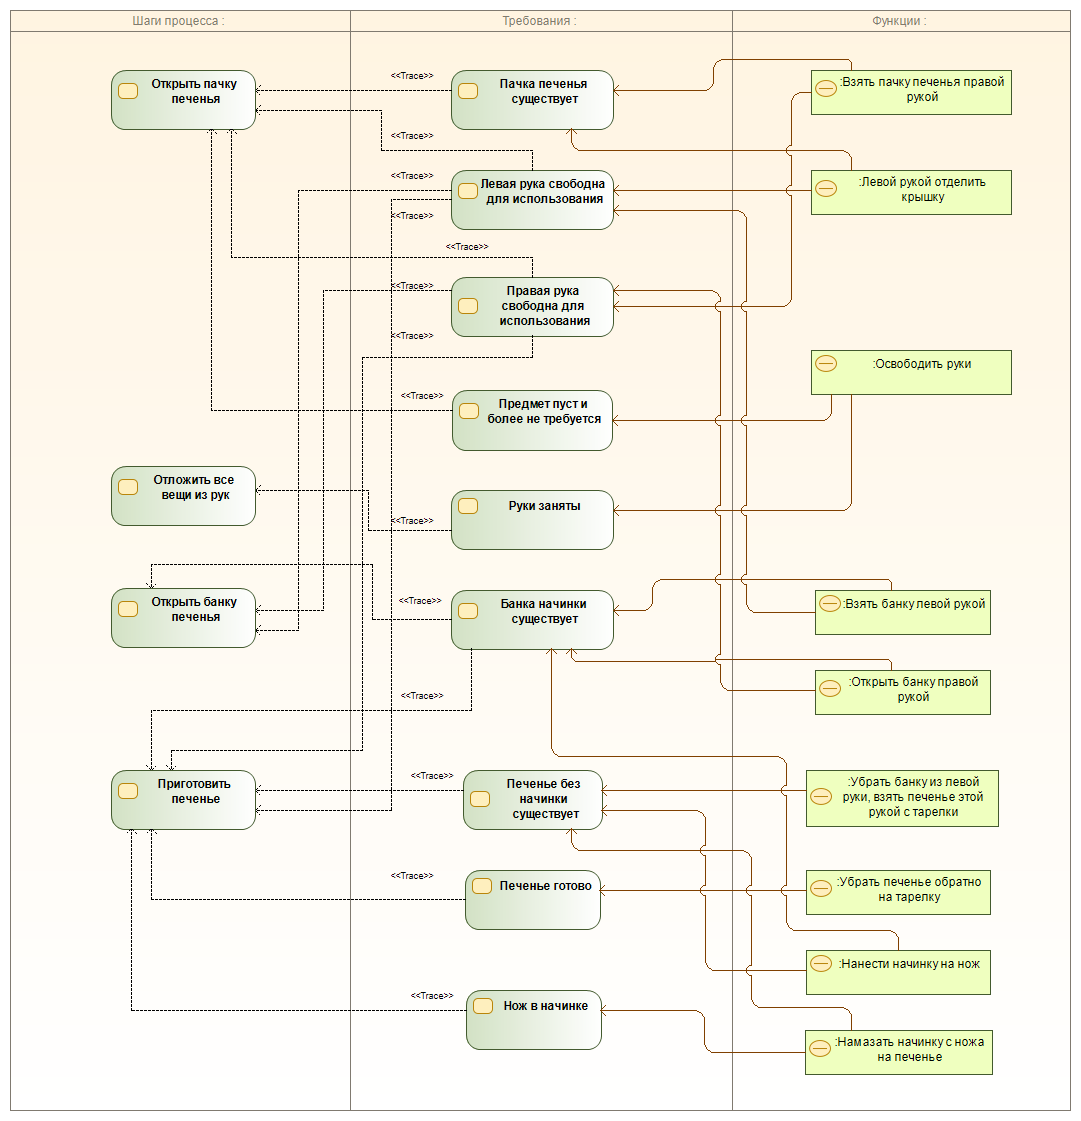 Шаги процесса :
Требования :
Функции :
Открыть пачку
печенья
<<Trace>>
Пачка печенья
существует
:Взять пачку печенья правой
рукой
<<Trace>>
<<Trace>>
Левая рука свободна
для использования
:Левой рукой отделить
крышку
<<Trace>>
<<Trace>>
<<Trace>>
Правая рука
свободна для
использования
<<Trace>>
:Освободить руки
<<Trace>>
Предмет пуст и
более не требуется
Отложить все
вещи из рук
Руки заняты
<<Trace>>
Открыть банку
печенья
<<Trace>>
Банка начинки
существует
:Взять банку левой рукой
:Открыть банку правой
рукой
<<Trace>>
Приготовить
печенье
<<Trace>>
Печенье без
начинки
существует
:Убрать банку из левой
руки, взять печенье этой
рукой с тарелки
<<Trace>>
Печенье готово
:Убрать печенье обратно
на тарелку
:Нанести начинку на нож
<<Trace>>
Нож в начинке
:Намазать начинку с ножа
на печенье